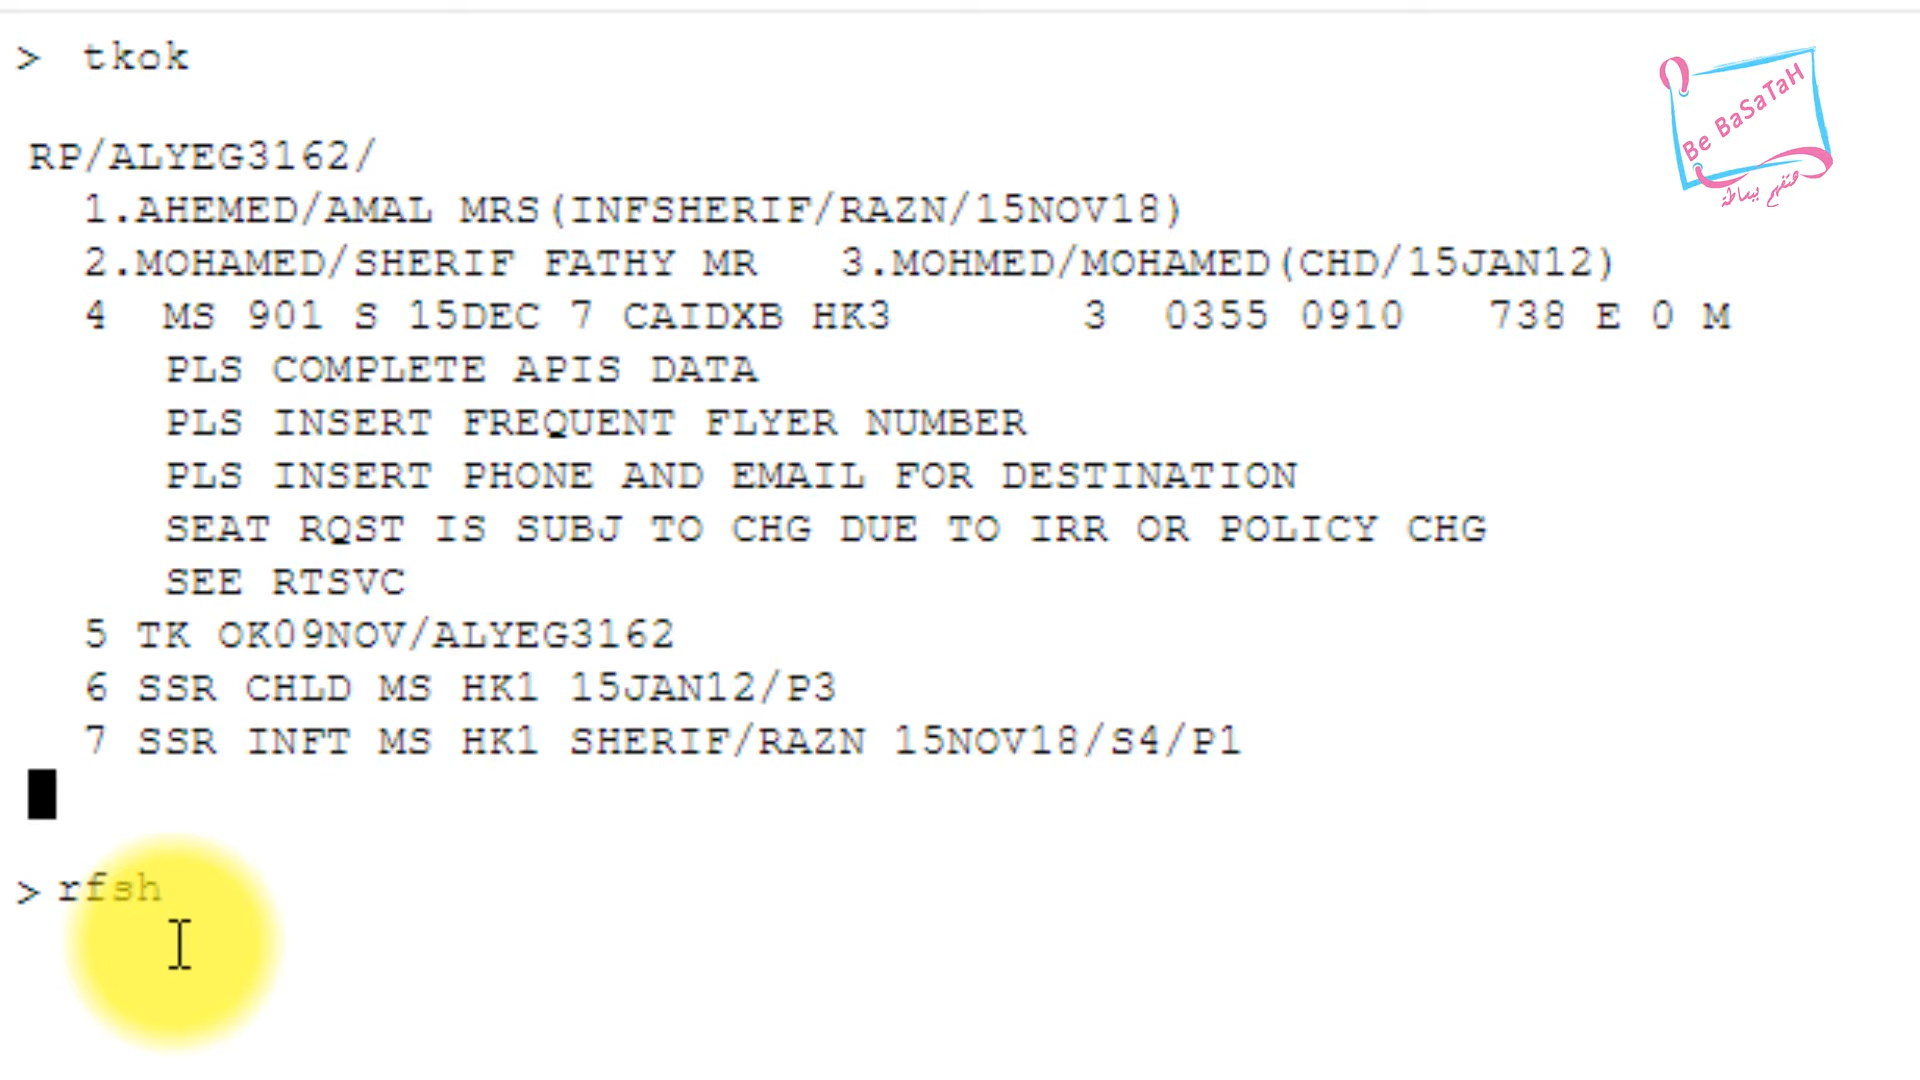 > tkok
Be BaSaTaH
هتفهم ببساطة
RP/ALYEG3162/
1.AHEMED/AMAL MRS(INFSHERIF/RAZN/15NOV18)
2.MOHAMED/SHERIF FATHY MR 3.MOHMED/MOHAMED(CHD/15JAN12)
4 MS 901 S 15DEC 7 CAIDXB HK3 3 0355 0910 738 E 0 M
PLS COMPLETE APIS DATA
PLS INSERT FREQUENT FLYER NUMBER
PLS INSERT PHONE AND EMAIL FOR DESTINATION
SEAT RQST IS SUBJ TO CHG DUE TO IRR OR POLICY CHG
SEE RTSVC
5 TK OK09NOV/ALYEG3162
6 SSR CHLD MS HK1 15JAN12/P3
7 SSR INFT MS HK1 SHERIF/RAZN 15NOV18/S4/P1
> rfsh